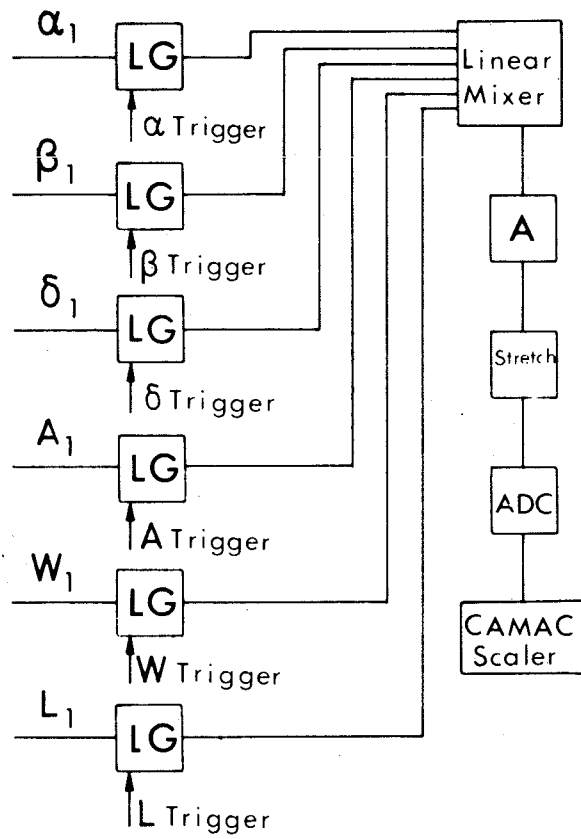 α₁
LG
α Trigger
β₁
LG
β Trigger
δ₁
LG
δ Trigger
A₁
LG
A Trigger
W₁
LG
W Trigger
L₁
LG
L Trigger
Linear
Mixer
A
Stretch
ADC
CAMAC
Scaler